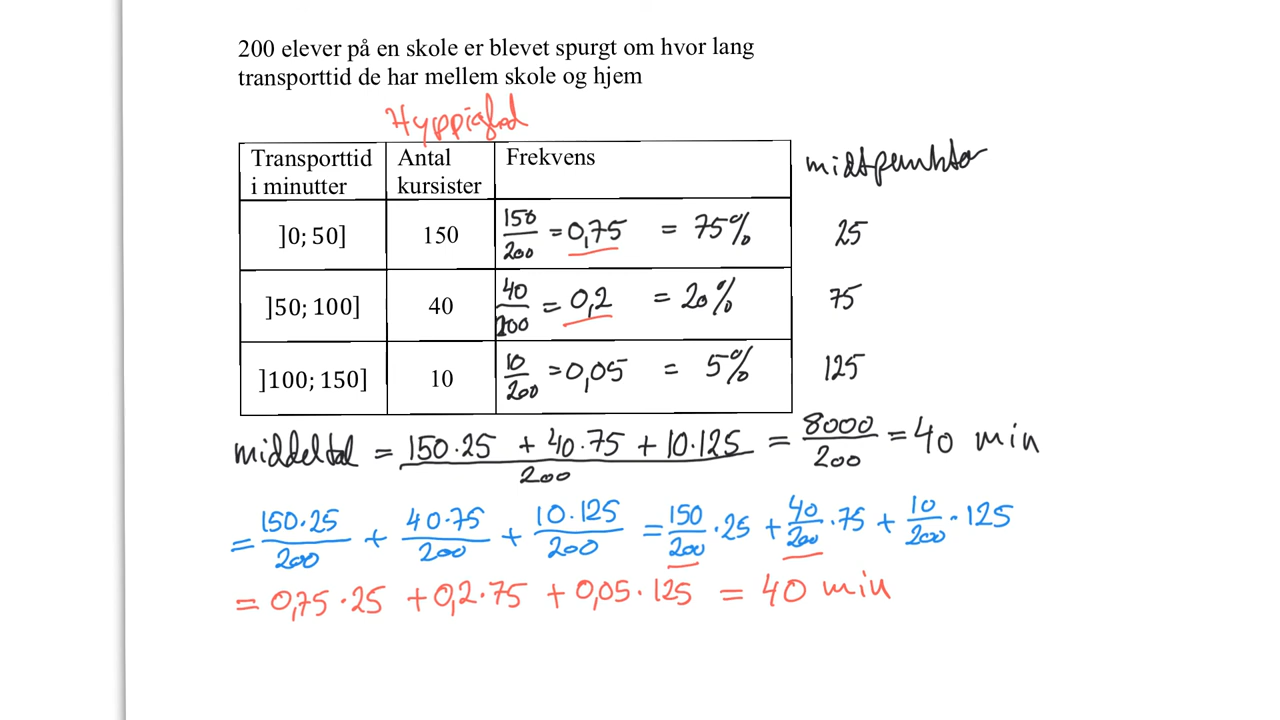 200 elever på en skole er blevet spurgt om hvor lang
transporttid de har mellem skole og hjem
Hyppighed
Transporttid i minutter | Antal kursister | Frekvens | midtpunkter
]0; 50] | 150 | 150/200 = 0,75 = 75% | 25
]50; 100] | 40 | 40/200 = 0,2 = 20% | 75
]100; 150] | 10 | 10/200 = 0,05 = 5% | 125
middeltal = (150·25 + 40·75 + 10·125)/200 = 8000/200 = 40 min
= 150·25/200 + 40·75/200 + 10·125/200 = 150/200·25 + 40/200·75 + 10/200·125
= 0,75·25 + 0,2·75 + 0,05·125 = 40 min